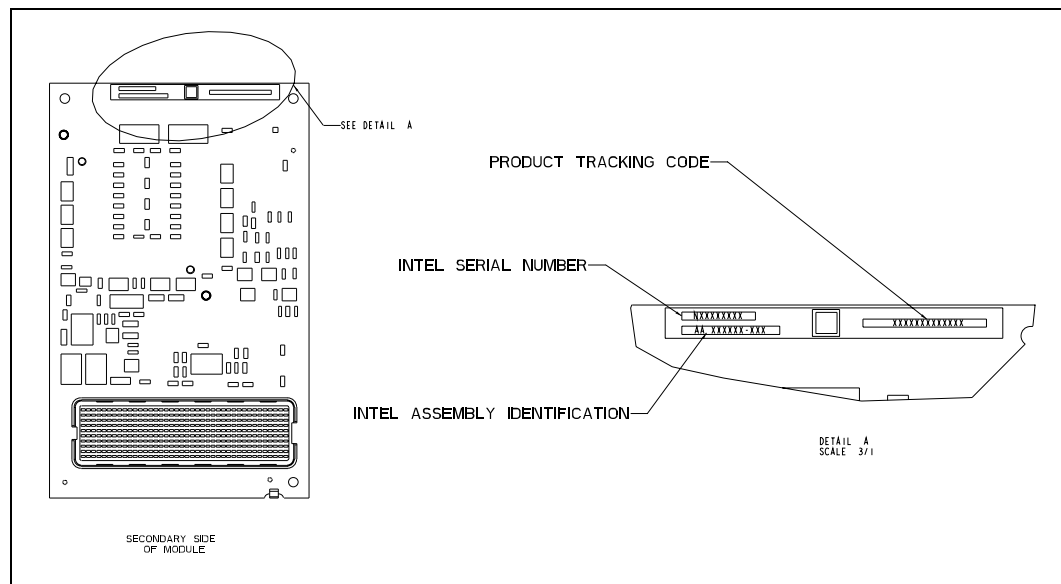 SEE DETAIL A
PRODUCT TRACKING CODE
INTEL SERIAL NUMBER
NXXXXXXXX
XXXXXXXXXXXXX
AA XXXXXX-XXX
INTEL ASSEMBLY IDENTIFICATION
DETAIL A
SCALE 3/1
SECONDARY SIDE
OF MODULE